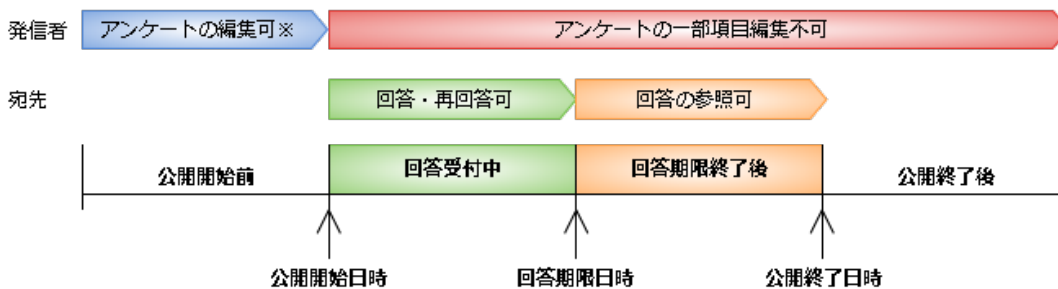 発信者 アンケートの編集可※ アンケートの一部項目編集不可
宛先 回答・再回答可 回答の参照可
公開開始前 回答受付中 回答期限終了後 公開終了後
公開開始日時 回答期限日時 公開終了日時